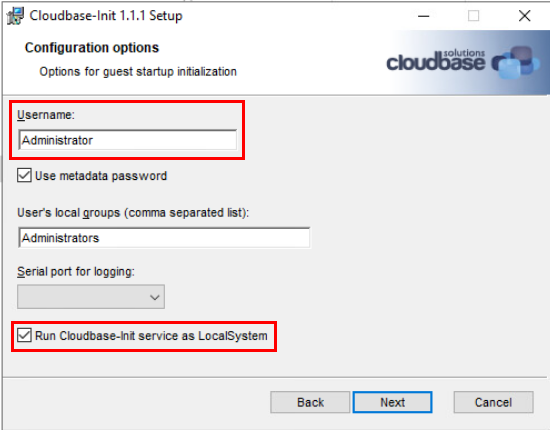 Cloudbase-Init 1.1.1 Setup
Configuration options
Options for guest startup initialization
solutions
cloudbase
Username:
Administrator
Use metadata password
User's local groups (comma separated list):
Administrators
Serial port for logging:
Run Cloudbase-Init service as LocalSystem
Back Next Cancel